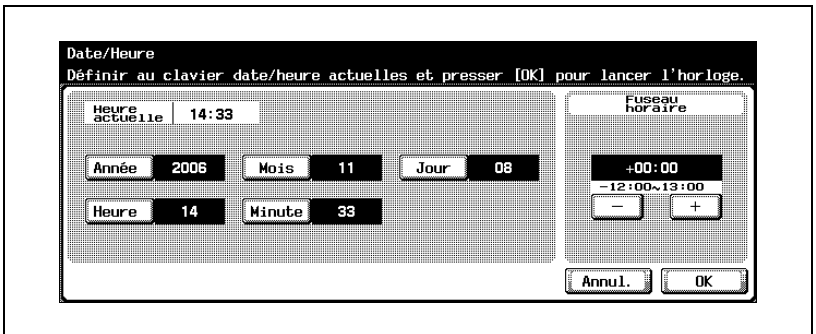 Date/Heure
Définir au clavier date/heure actuelles et presser [OK] pour lancer l'horloge.
Heure actuelle 14:33
Fuseau horaire
Année 2006 Mois 11 Jour 08
+00:00
-12:00~13:00
Heure 14 Minute 33
- +
Annul. OK